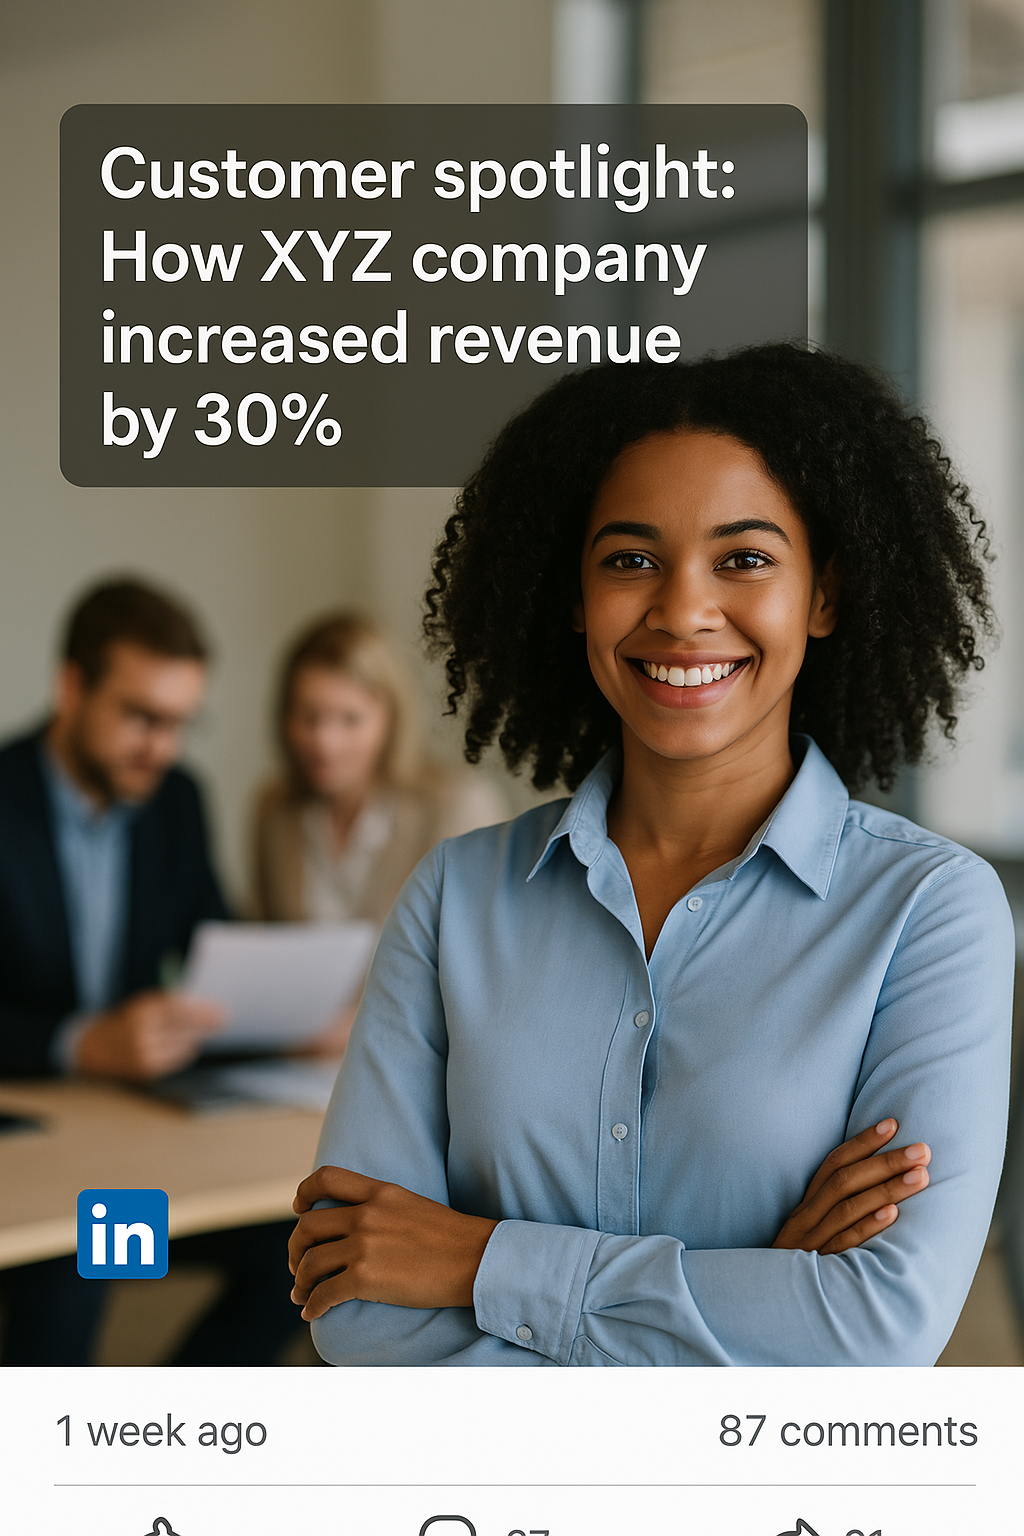 Customer spotlight:
How XYZ company
increased revenue
by 30%
in
1 week ago
87 comments